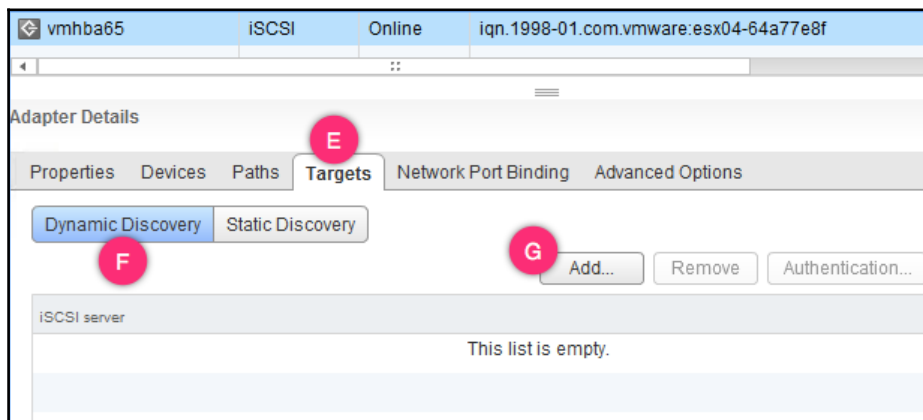 vmhba65 iSCSI Online iqn.1998-01.com.vmware:esx04-64a77e8f
Adapter Details
E
Properties Devices Paths Targets Network Port Binding Advanced Options
Dynamic Discovery Static Discovery
F
G
Add... Remove Authentication...
iSCSI server
This list is empty.